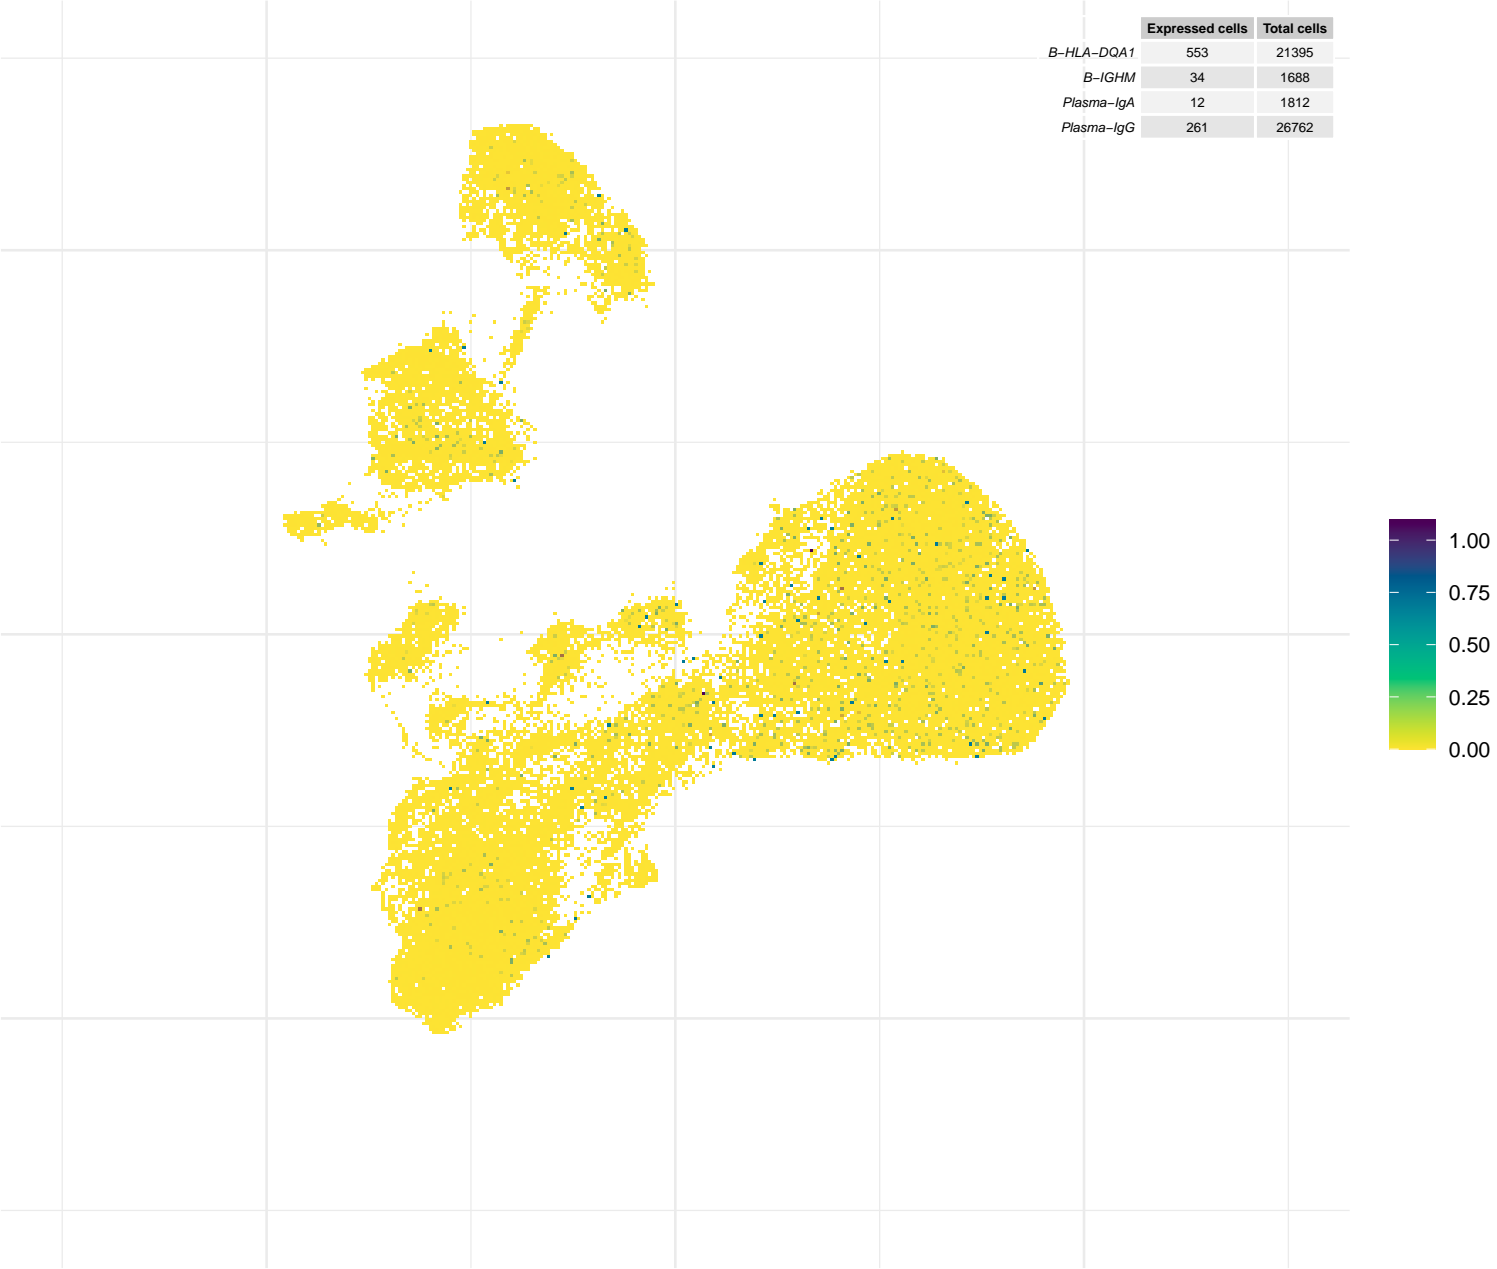 Expressed cells Total cells
B−HLA−DQA1 553 21395
B−IGHM 34 1688
Plasma−IgA 12 1812
Plasma−IgG 261 26762
1.00
0.75
0.50
0.25
0.00